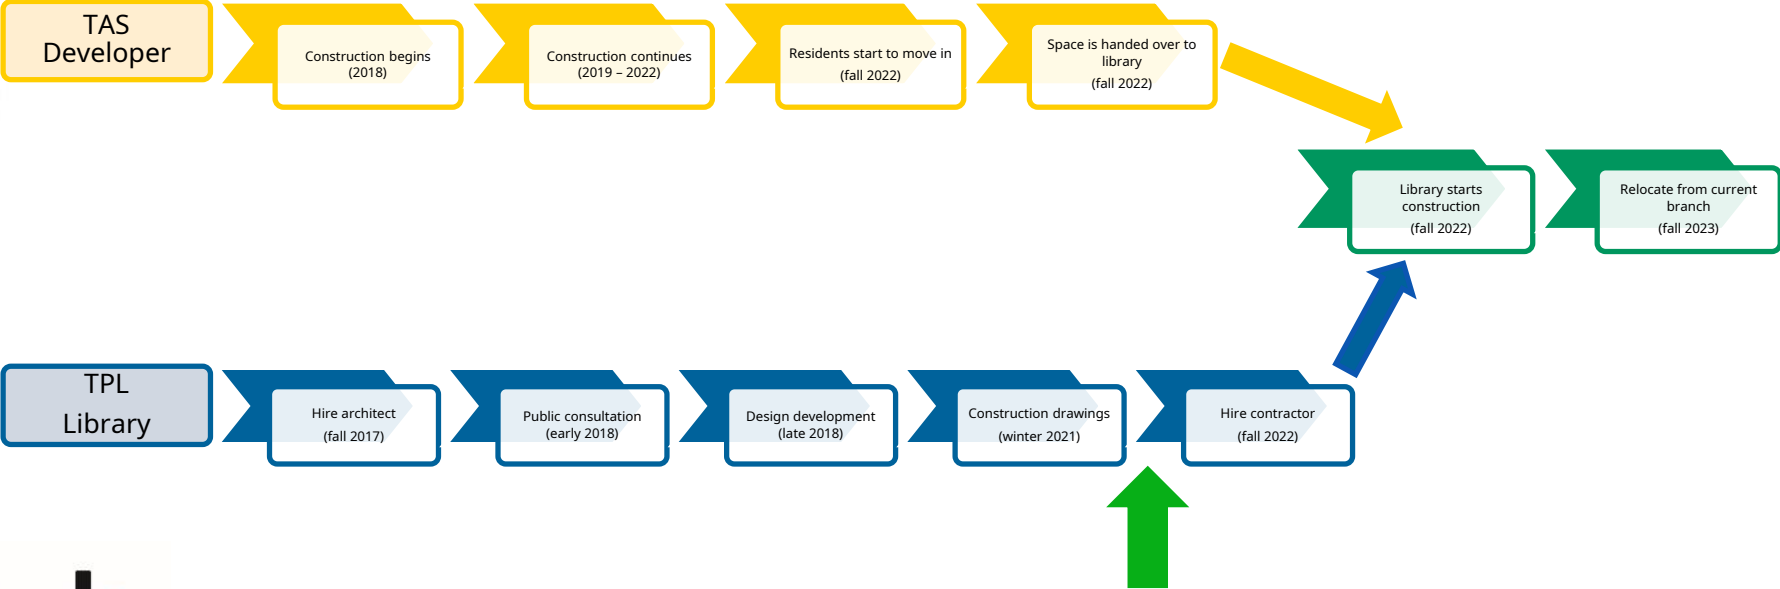 TAS
Developer
Construction begins
(2018)
Construction continues
(2019 – 2022)
Residents start to move in
(fall 2022)
Space is handed over to
library
(fall 2022)
Library starts
construction
(fall 2022)
Relocate from current
branch
(fall 2023)
TPL
Library
Hire architect
(fall 2017)
Public consultation
(early 2018)
Design development
(late 2018)
Construction drawings
(winter 2021)
Hire contractor
(fall 2022)